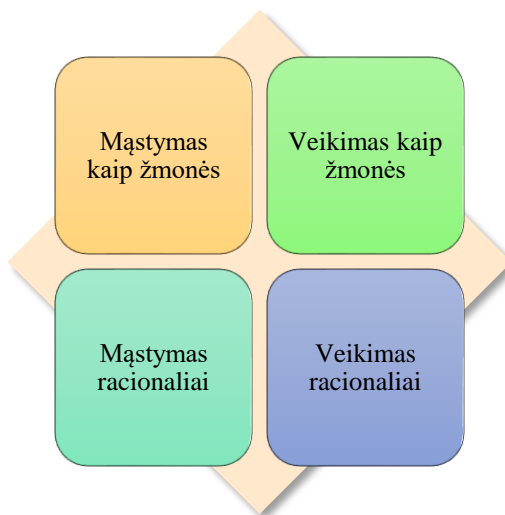 Mąstymas
kaip žmonės
Veikimas kaip
žmonės
Mąstymas
racionaliai
Veikimas
racionaliai